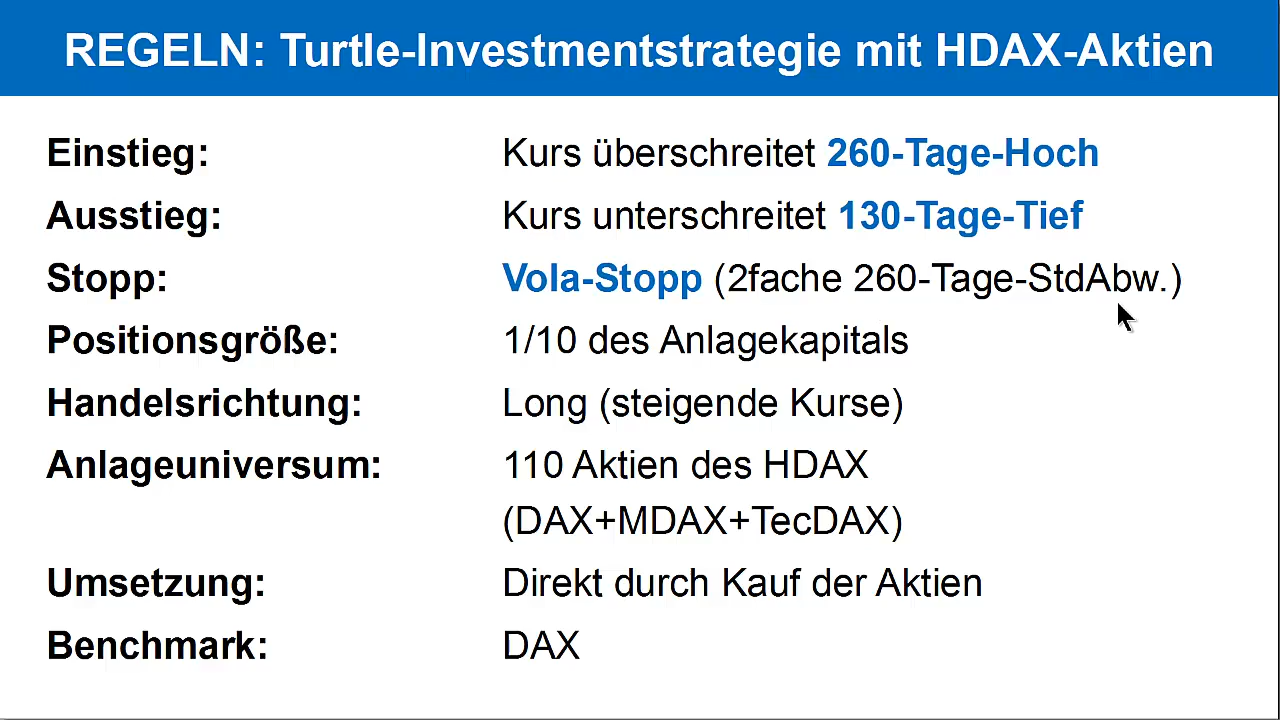 REGELN: Turtle-Investmentstrategie mit HDAX-Aktien
Einstieg: Kurs überschreitet 260-Tage-Hoch
Ausstieg: Kurs unterschreitet 130-Tage-Tief
Stopp: Vola-Stopp (2fache 260-Tage-StdAbw.)
Positionsgröße: 1/10 des Anlagekapitals
Handelsrichtung: Long (steigende Kurse)
Anlageuniversum: 110 Aktien des HDAX
(DAX+MDAX+TecDAX)
Umsetzung: Direkt durch Kauf der Aktien
Benchmark: DAX